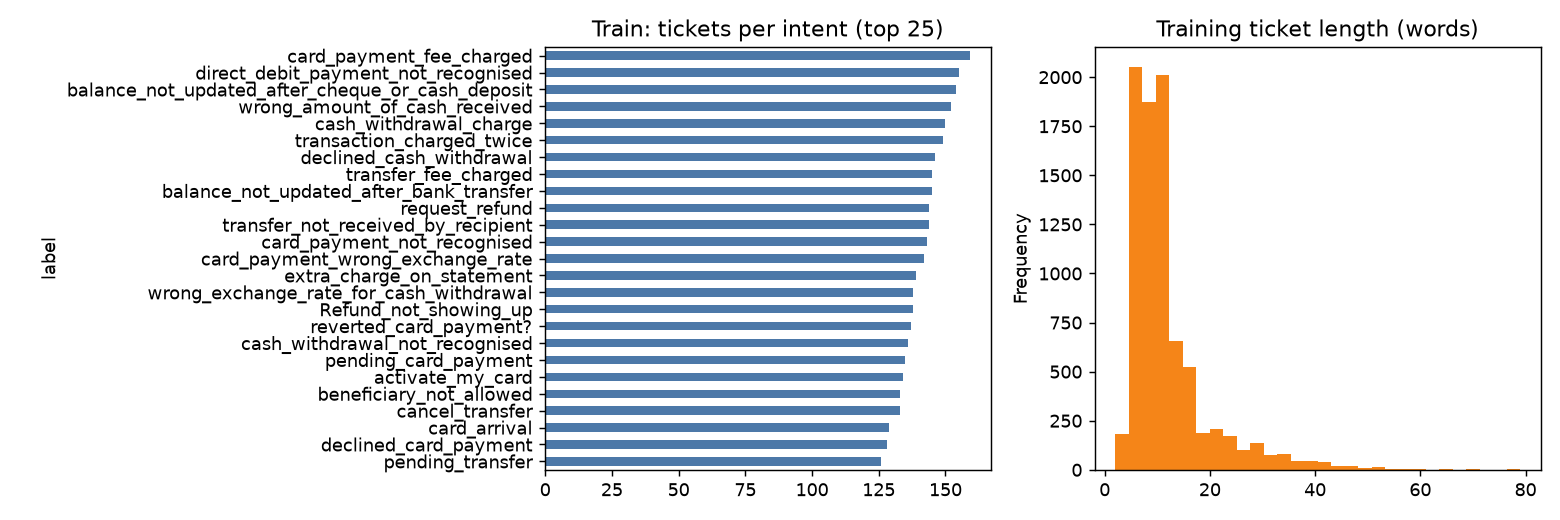 Train: tickets per intent (top 25)
label
card_payment_fee_charged
direct_debit_payment_not_recognised
balance_not_updated_after_cheque_or_cash_deposit
wrong_amount_of_cash_received
cash_withdrawal_charge
transaction_charged_twice
declined_cash_withdrawal
transfer_fee_charged
balance_not_updated_after_bank_transfer
request_refund
transfer_not_received_by_recipient
card_payment_not_recognised
card_payment_wrong_exchange_rate
extra_charge_on_statement
wrong_exchange_rate_for_cash_withdrawal
Refund_not_showing_up
reverted_card_payment?
cash_withdrawal_not_recognised
pending_card_payment
activate_my_card
beneficiary_not_allowed
cancel_transfer
card_arrival
declined_card_payment
pending_transfer
0 25 50 75 100 125 150
Training ticket length (words)
Frequency
2000
1750
1500
1250
1000
750
500
250
0
0 20 40 60 80